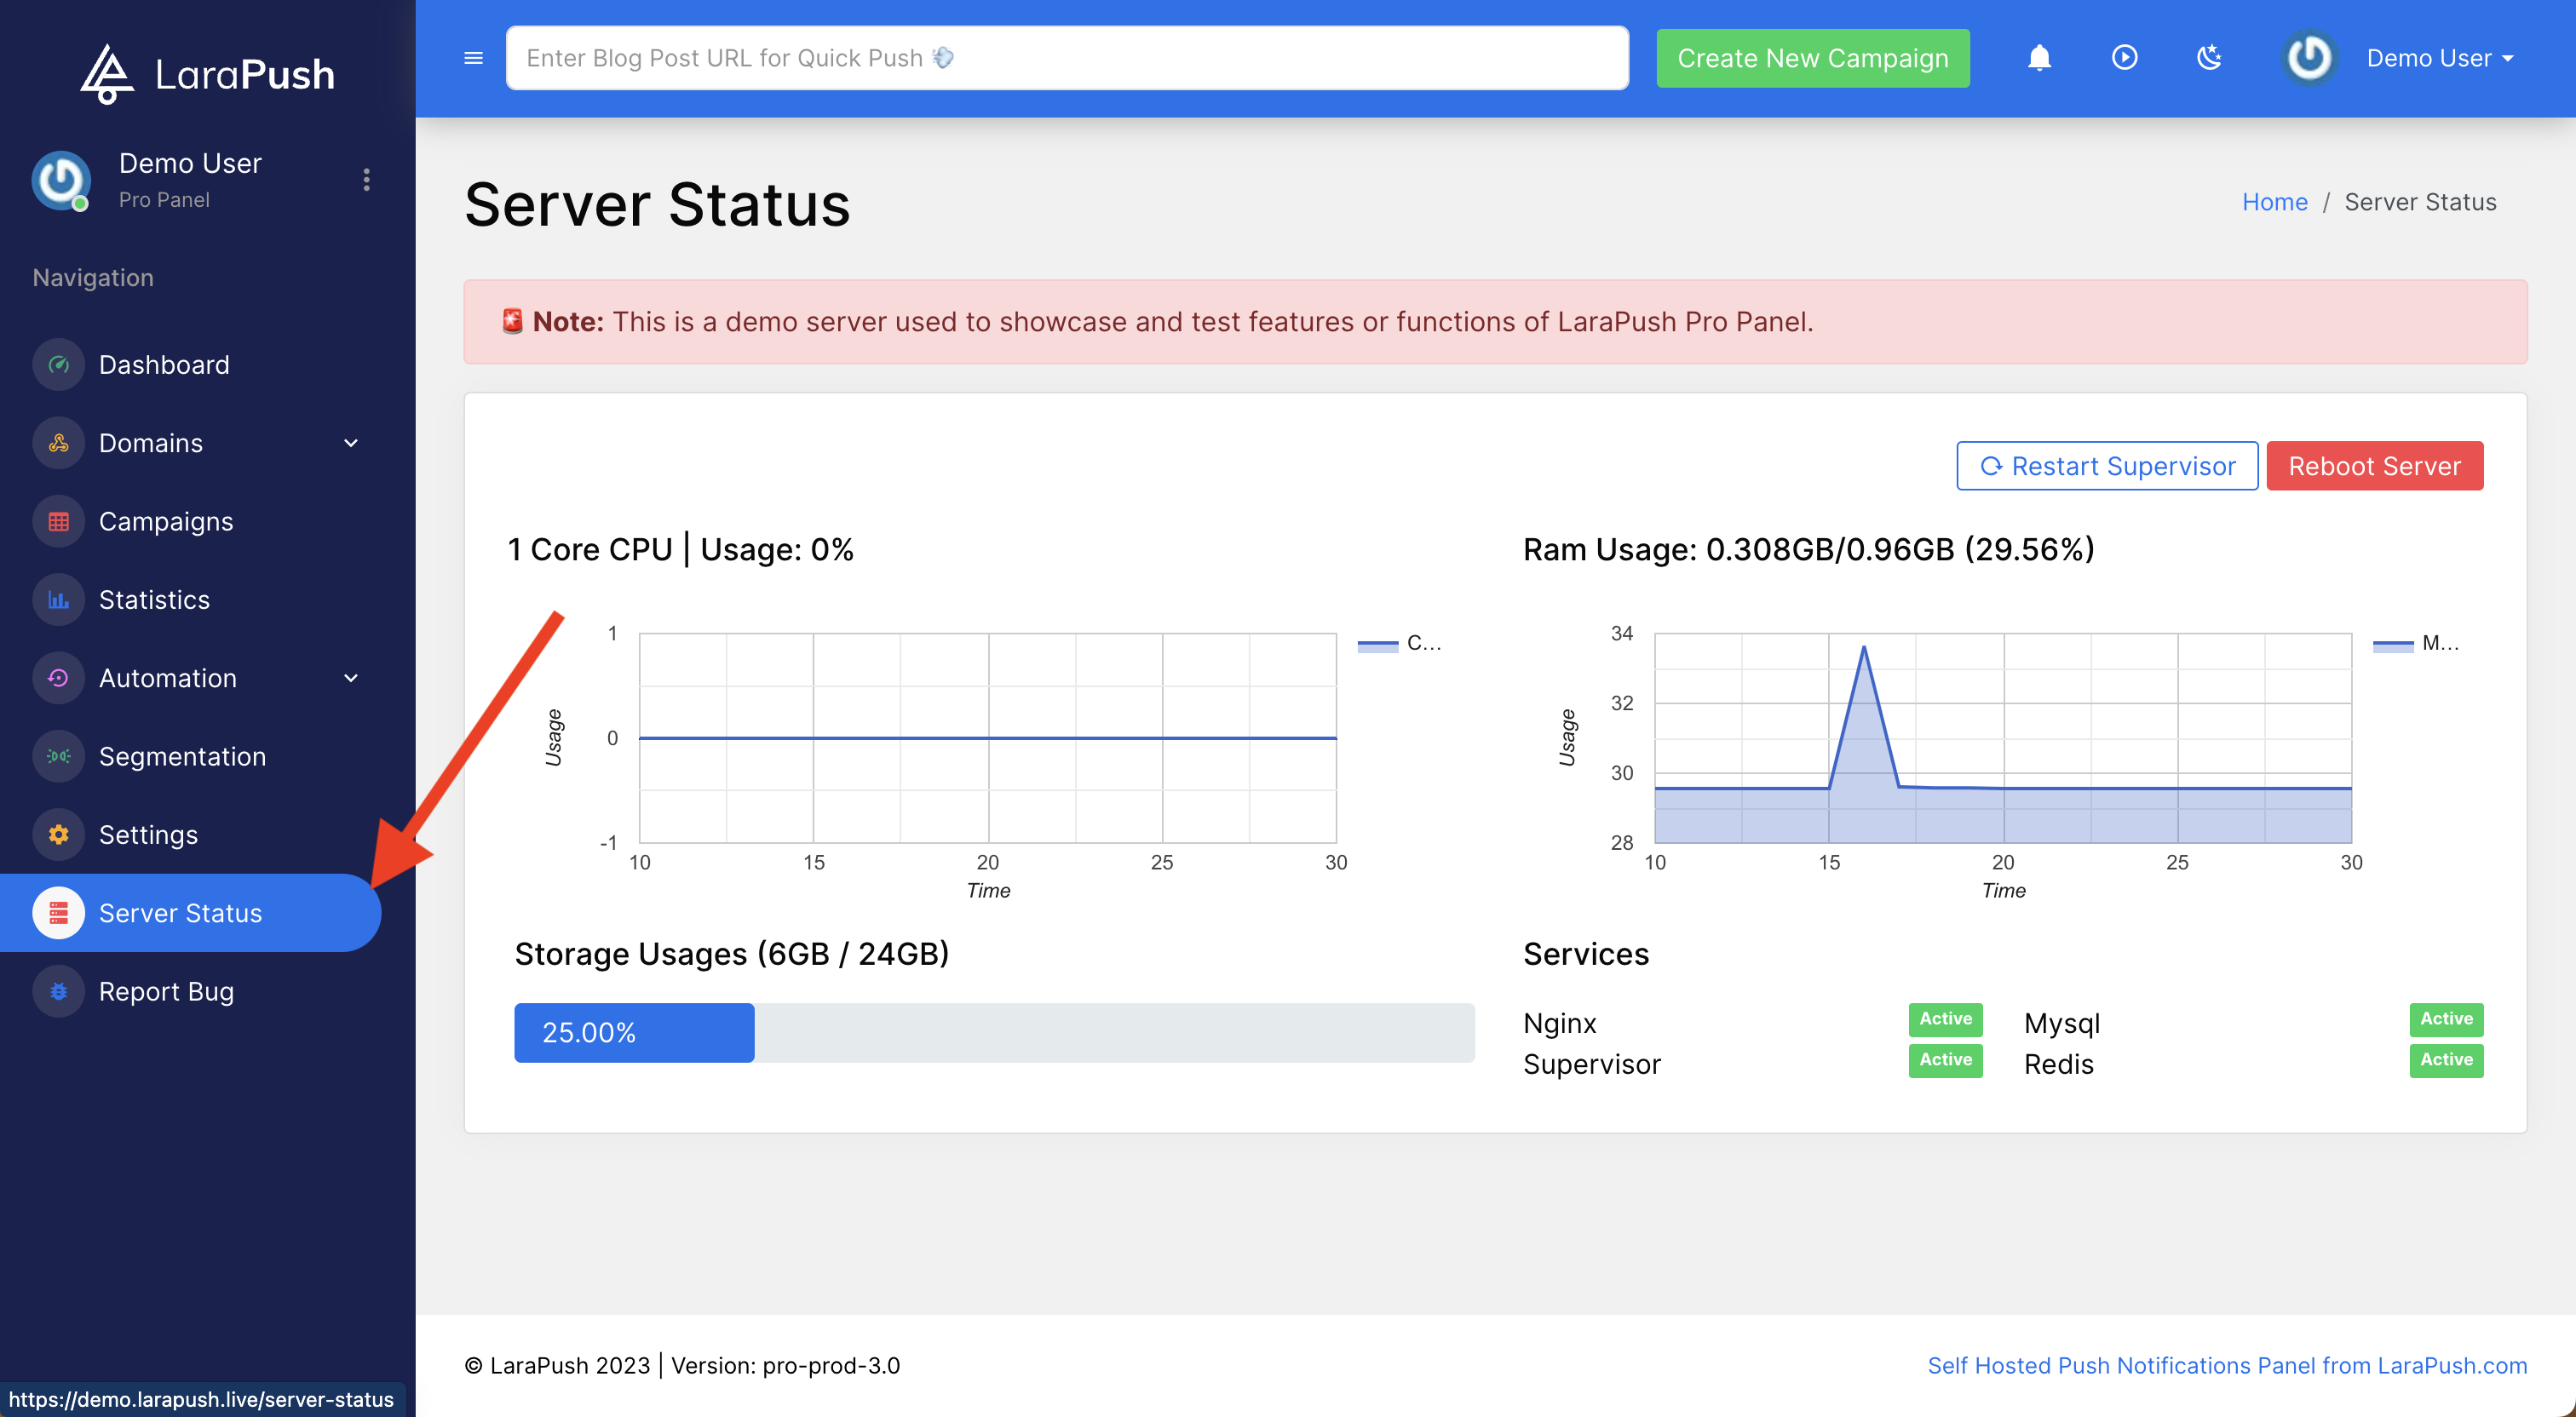 LaraPush
Enter Blog Post URL for Quick Push 💨
Create New Campaign
Demo User
Demo User
Pro Panel
Navigation
Dashboard
Domains
Campaigns
Statistics
Automation
Segmentation
Settings
Server Status
Report Bug
Server Status
Home / Server Status
🚨 Note: This is a demo server used to showcase and test features or functions of LaraPush Pro Panel.
Restart Supervisor
Reboot Server
1 Core CPU | Usage: 0%
1
0
-1
Usage
10 15 20 25 30
Time
C...
Ram Usage: 0.308GB/0.96GB (29.56%)
34
32
30
28
Usage
10 15 20 25 30
Time
M...
Storage Usages (6GB / 24GB)
25.00%
Services
Nginx Active Mysql Active
Supervisor Active Redis Active
© LaraPush 2023 | Version: pro-prod-3.0
Self Hosted Push Notifications Panel from LaraPush.com
https://demo.larapush.live/server-status